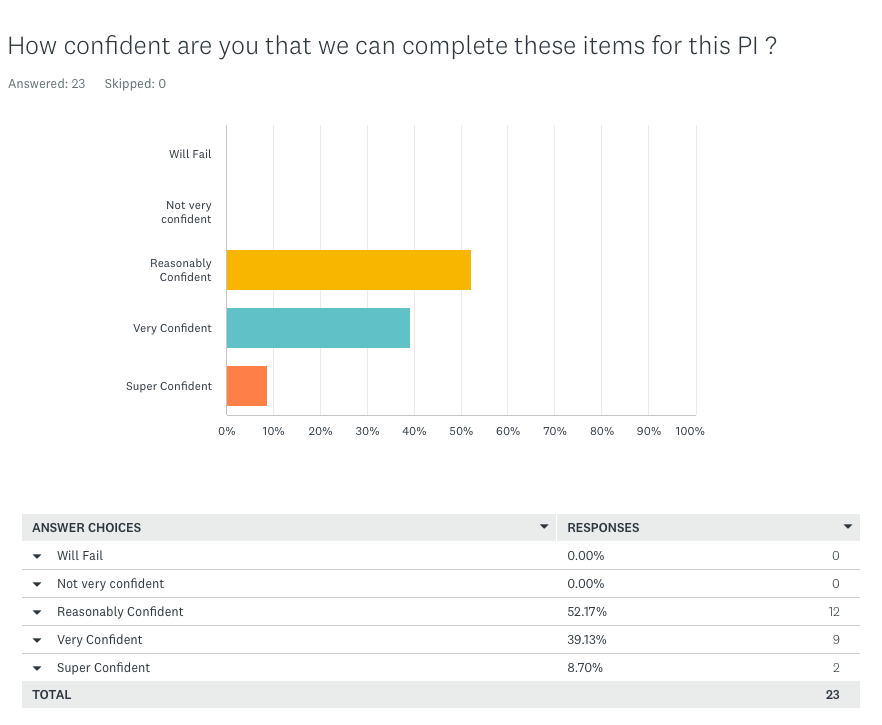 How confident are you that we can complete these items for this PI ?
Answered: 23 Skipped: 0
Will Fail
Not very
confident
Reasonably
Confident
Very Confident
Super Confident
0% 10% 20% 30% 40% 50% 60% 70% 80% 90% 100%
ANSWER CHOICES RESPONSES
Will Fail 0.00% 0
Not very confident 0.00% 0
Reasonably Confident 52.17% 12
Very Confident 39.13% 9
Super Confident 8.70% 2
TOTAL 23